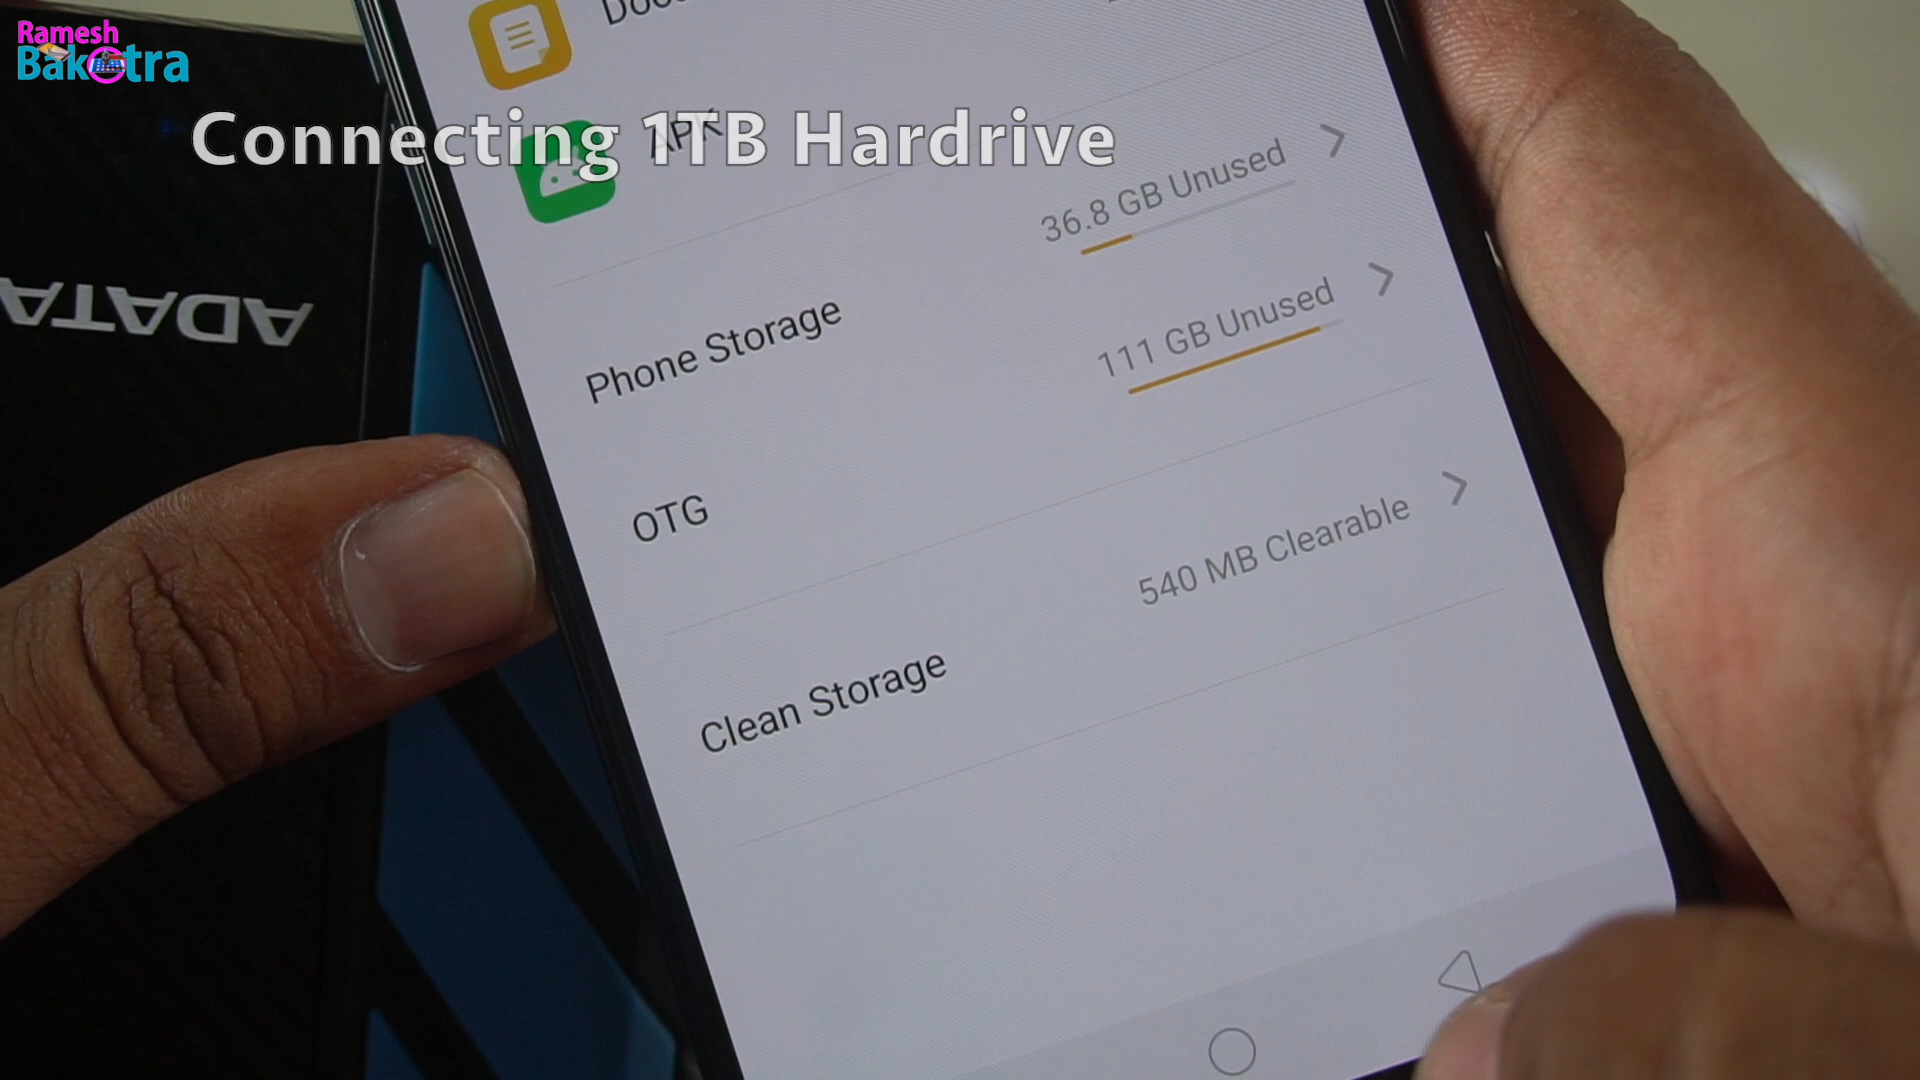 Ramesh
Bakotra
Connecting 1TB Hardrive
APK
ADATA
36.8 GB Unused
Phone Storage
111 GB Unused
OTG
540 MB Clearable
Clean Storage